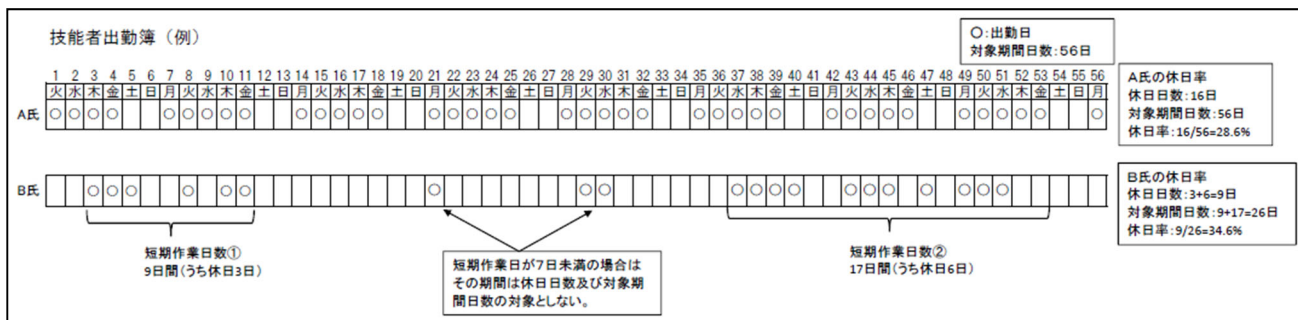 技能者出勤簿（例）
○:出勤日
対象期間日数:56日
1 2 3 4 5 6 7 8 9 10 11 12 13 14 15 16 17 18 19 20 21 22 23 24 25 26 27 28 29 30 31 32 33 34 35 36 37 38 39 40 41 42 43 44 45 46 47 48 49 50 51 52 53 54 55 56
火 水 木 金 土 日 月 火 水 木 金 土 日 月 火 水 木 金 土 日 月 火 水 木 金 土 日 月 火 水 木 金 土 日 月 火 水 木 金 土 日 月 火 水 木 金 土 日 月 火 水 木 金 土 日 月
A氏 ○ ○ ○ ○ ○ ○ ○ ○ ○ ○ ○ ○ ○ ○ ○ ○ ○ ○ ○ ○ ○ ○ ○ ○ ○ ○ ○ ○ ○ ○ ○ ○ ○ ○ ○ ○ ○ ○ ○ ○
A氏の休日率
休日日数:16日
対象期間日数:56日
休日率:16/56=28.6%
B氏 ○ ○ ○ ○ ○ ○ ○ ○ ○ ○ ○ ○ ○ ○ ○ ○ ○ ○ ○ ○
B氏の休日率
休日日数:3+6=9日
対象期間日数:9+17=26日
休日率:9/26=34.6%
短期作業日数①
9日間(うち休日3日)
短期作業日が7日未満の場合は
その期間は休日日数及び対象期
間日数の対象としない。
短期作業日数②
17日間(うち休日6日)